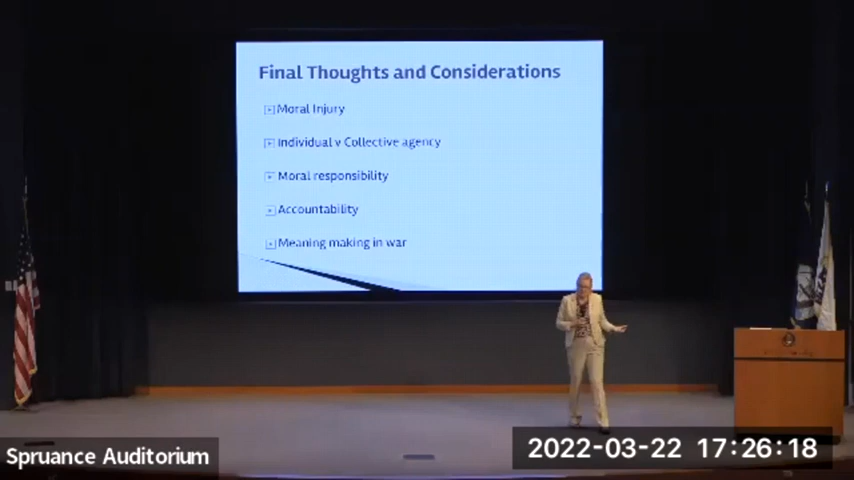 Final Thoughts and Considerations
Moral Injury
Individual v Collective agency
Moral responsibility
Accountability
Meaning making in war
Spruance Auditorium
2022-03-22 17:26:18